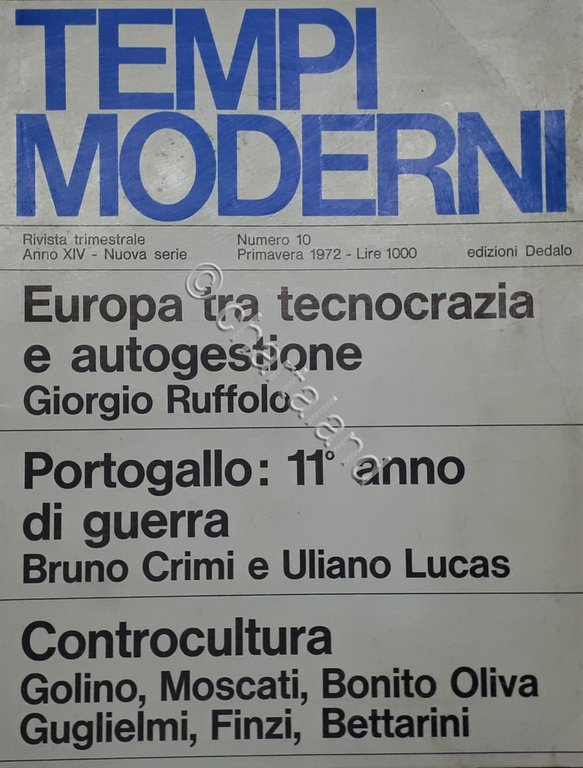 TEMPI
MODERNI
Rivista trimestrale
Anno XIV - Nuova serie
Numero 10
Primavera 1972 - Lire 1000
edizioni Dedalo
Europa tra tecnocrazia
e autogestione
Giorgio Ruffolo
Portogallo: 11° anno
di guerra
Bruno Crimi e Uliano Lucas
Controcultura
Golino, Moscati, Bonito Oliva
Guglielmi, Finzi, Bettarini
© chartaland